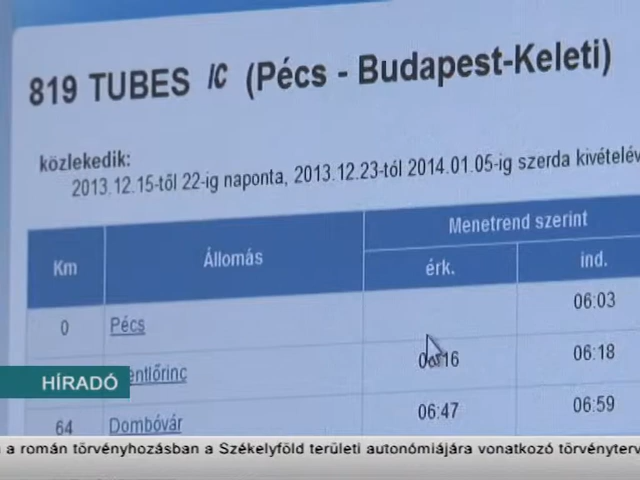 819 TUBES IC (Pécs - Budapest-Keleti)
közlekedik:
2013.12.15-től 22-ig naponta, 2013.12.23-tól 2014.01.05-ig szerda kivételév
Km Állomás Menetrend szerint
érk. ind.
0 Pécs 06:03
entlőrinc 06:18
64 Dombóvár 06:47 06:59
HÍRADÓ
a román törvényhozásban a Székelyföld területi autonómiájára vonatkozó törvényterv